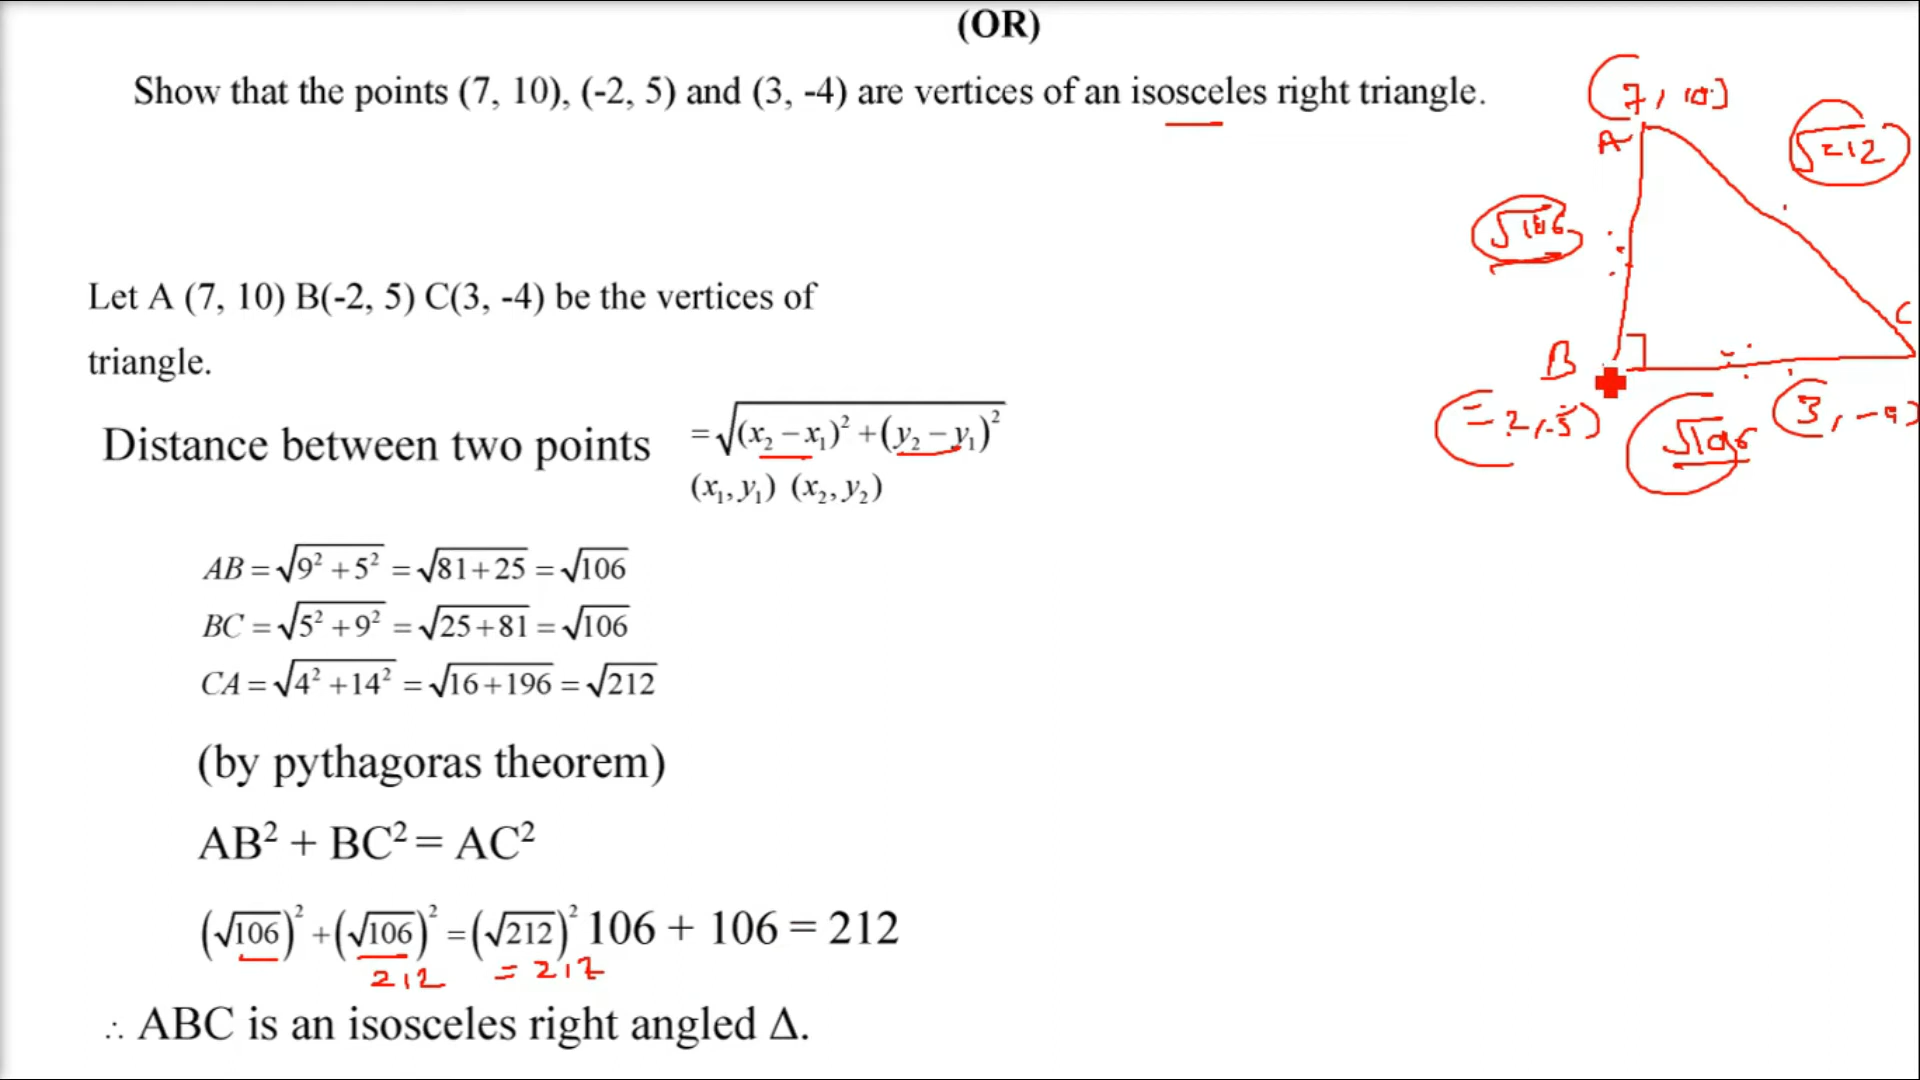 (OR)
Show that the points (7, 10), (-2, 5) and (3, -4) are vertices of an isosceles right triangle.
(7, 10)
A
√212
√106
Let A (7, 10) B(-2, 5) C(3, -4) be the vertices of
triangle.
C
B
(-2, 5)
(3, -4)
√106
Distance between two points = √(x₂ − x₁)² + (y₂ − y₁)²
(x₁, y₁) (x₂, y₂)
AB = √9² + 5² = √81 + 25 = √106
BC = √5² + 9² = √25 + 81 = √106
CA = √4² + 14² = √16 + 196 = √212
(by pythagoras theorem)
AB² + BC² = AC²
(√106)² + (√106)² = (√212)² 106 + 106 = 212
212 = 212
∴ ABC is an isosceles right angled Δ.